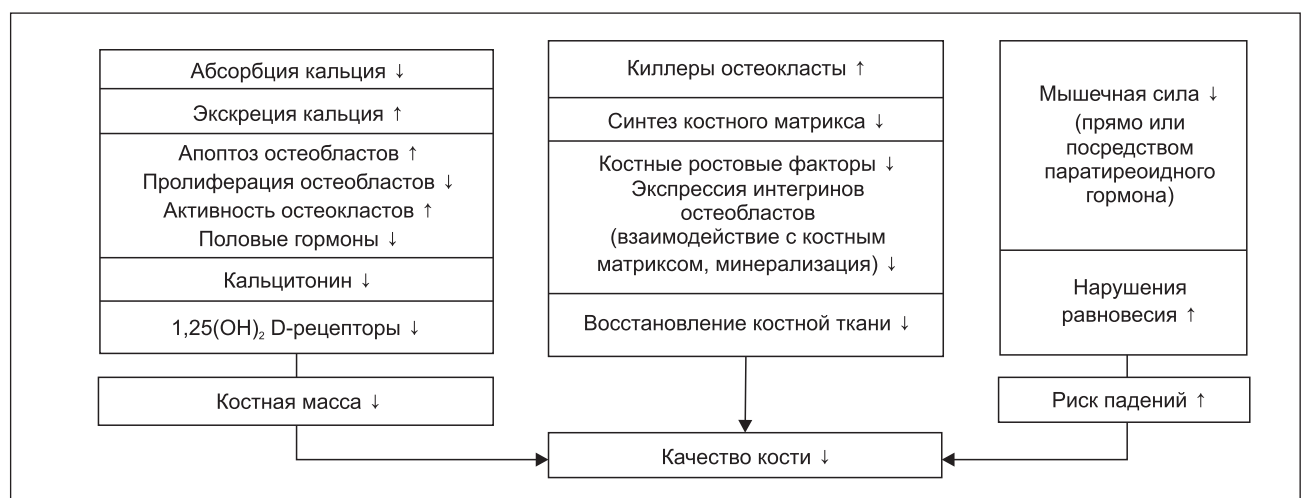 Абсорбция кальция ↓
Экскреция кальция ↑
Апоптоз остеобластов ↑
Пролиферация остеобластов ↓
Активность остеокластов ↑
Половые гормоны ↓
Кальцитонин ↓
1,25(OH)₂ D-рецепторы ↓
Костная масса ↓
Киллеры остеокласты ↑
Синтез костного матрикса ↓
Костные ростовые факторы ↓
Экспрессия интегринов
остеобластов
(взаимодействие с костным
матриксом, минерализация) ↓
Восстановление костной ткани ↓
Мышечная сила ↓
(прямо или
посредством
паратиреоидного
гормона)
Нарушения
равновесия ↑
Риск падений ↑
Качество кости ↓